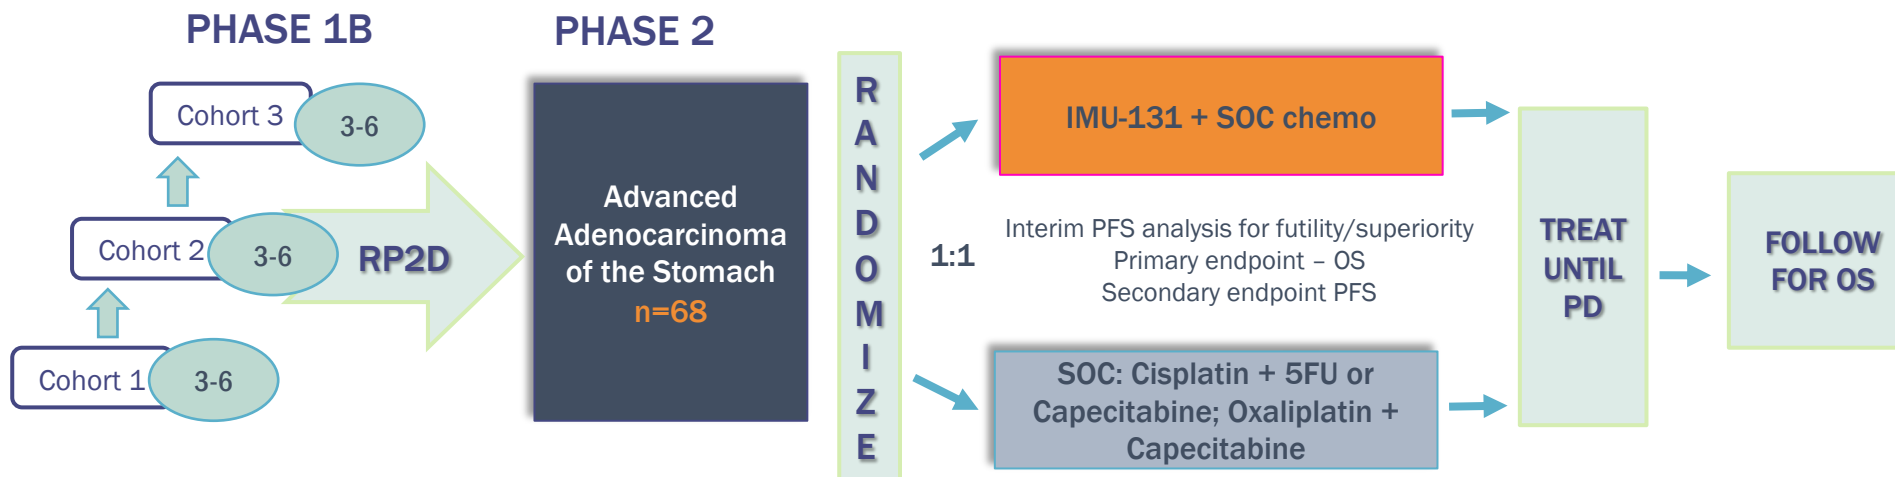 PHASE 1B
Cohort 3
3-6
Cohort 2
3-6
RP2D
Cohort 1
3-6
PHASE 2
Advanced
Adenocarcinoma
of the Stomach
n=68
R
A
N
D
O
M
I
Z
E
1:1
IMU-131 + SOC chemo
Interim PFS analysis for futility/superiority
Primary endpoint – OS
Secondary endpoint PFS
SOC: Cisplatin + 5FU or
Capecitabine; Oxaliplatin +
Capecitabine
TREAT
UNTIL
PD
FOLLOW
FOR OS